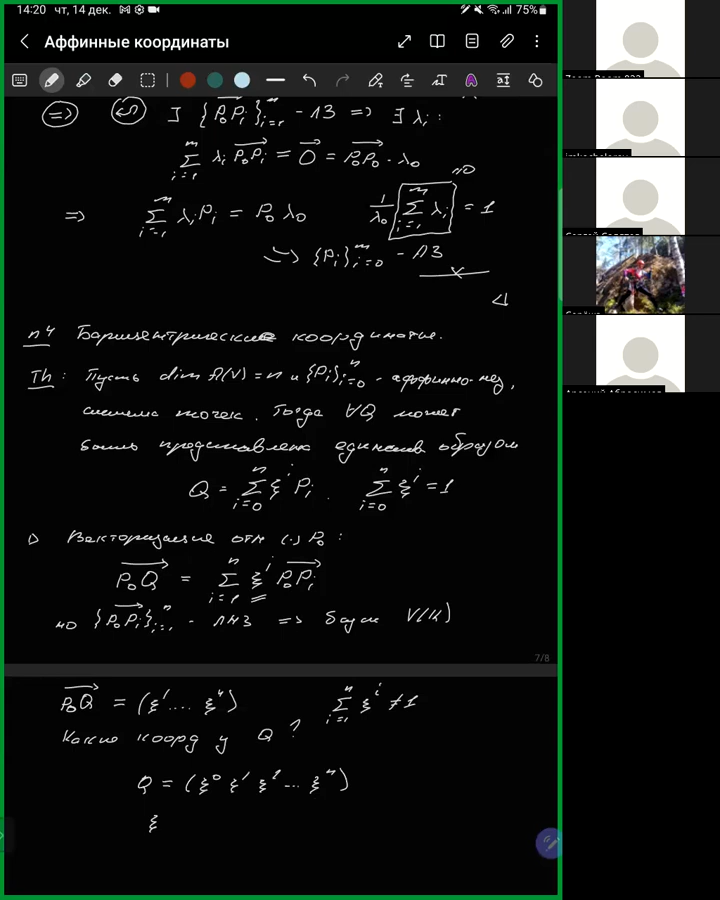 14:20 чт, 14 дек. 75%
Аффинные координаты
⇒ ∃ {P₀Pᵢ}ᵢ₌₁ᵐ - ЛЗ ⇒ ∃ λᵢ :
∑ᵢ₌₁ᵐ λᵢ P₀Pᵢ = 0 = P₀P₀ · λ₀
⇒ ∑ᵢ₌₁ᵐ λᵢ Pᵢ = P₀ λ₀ 1/λ₀ ∑ᵢ₌₁ᵐ λᵢ = 1
{Pᵢ}ᵢ₌₀ᵐ - ЛЗ
n4 Барицентрические координаты.
Th: Пусть dim A(V) = n и {Pᵢ}ᵢ₌₀ⁿ - аффинно-нез.
система точек. Тогда ∀Q может
быть представлена единств. образом
Q = ∑ᵢ₌₀ⁿ ξⁱ Pᵢ . ∑ᵢ₌₀ⁿ ξⁱ = 1
Векторизация отн (·) P₀ :
P₀Q = ∑ᵢ₌₁ⁿ ξⁱ P₀Pᵢ
но {P₀Pᵢ}ᵢ₌₁ⁿ - ЛНЗ ⇒ базис V(K)
7/8
P₀Q = (ξ¹ .... ξⁿ) ∑ᵢ₌₁ⁿ ξⁱ ≠ 1
Какие коорд у Q ?
Q = (ξ⁰ ξ¹ ξ² ... ξⁿ)
ξ